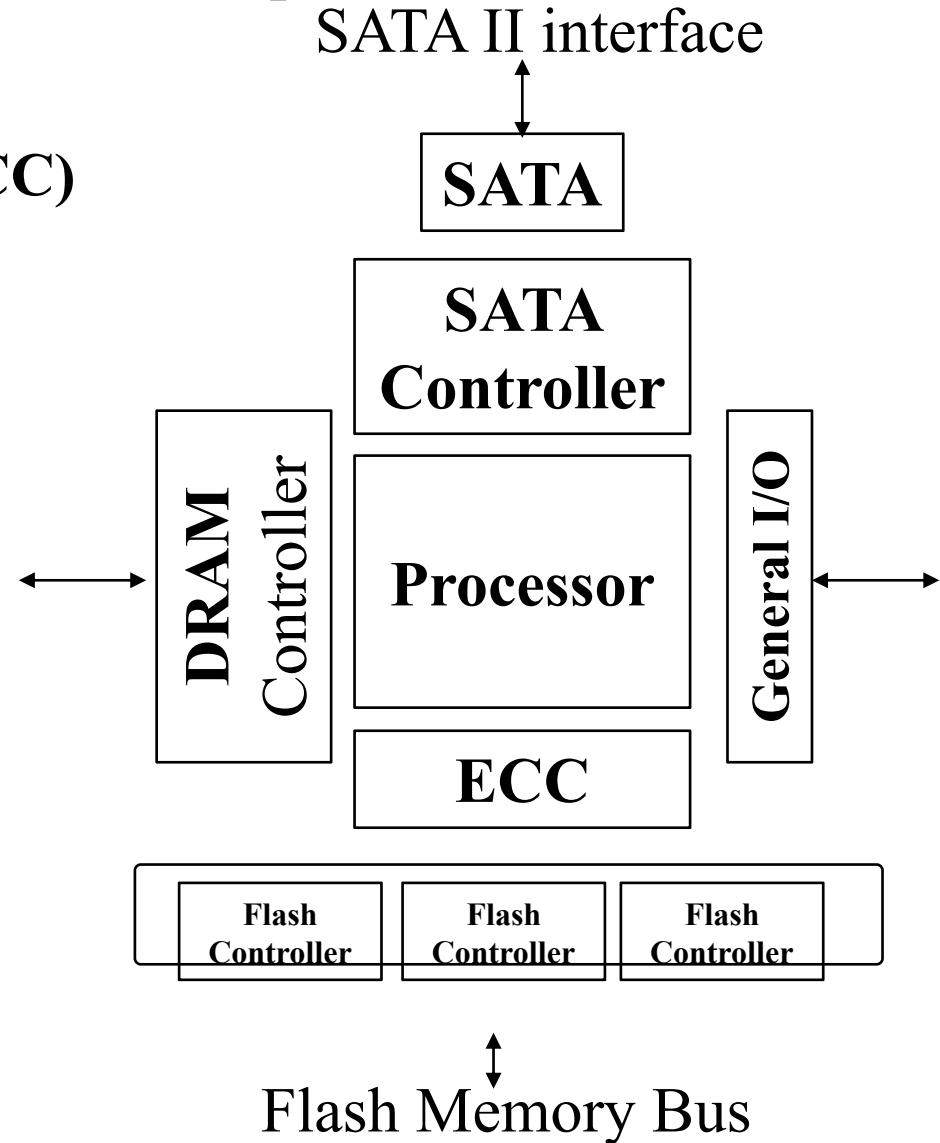 SATA II interface
CC)
SATA
SATA
Controller
DRAM
Controller
Processor
General I/O
ECC
Flash
Controller
Flash
Controller
Flash
Controller
Flash Memory Bus